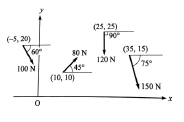 y
(25, 25)
90°
(-5, 20)
60°
100 N
80 N
45°
(10, 10)
120 N
(35, 15)
75°
150 N
O
x